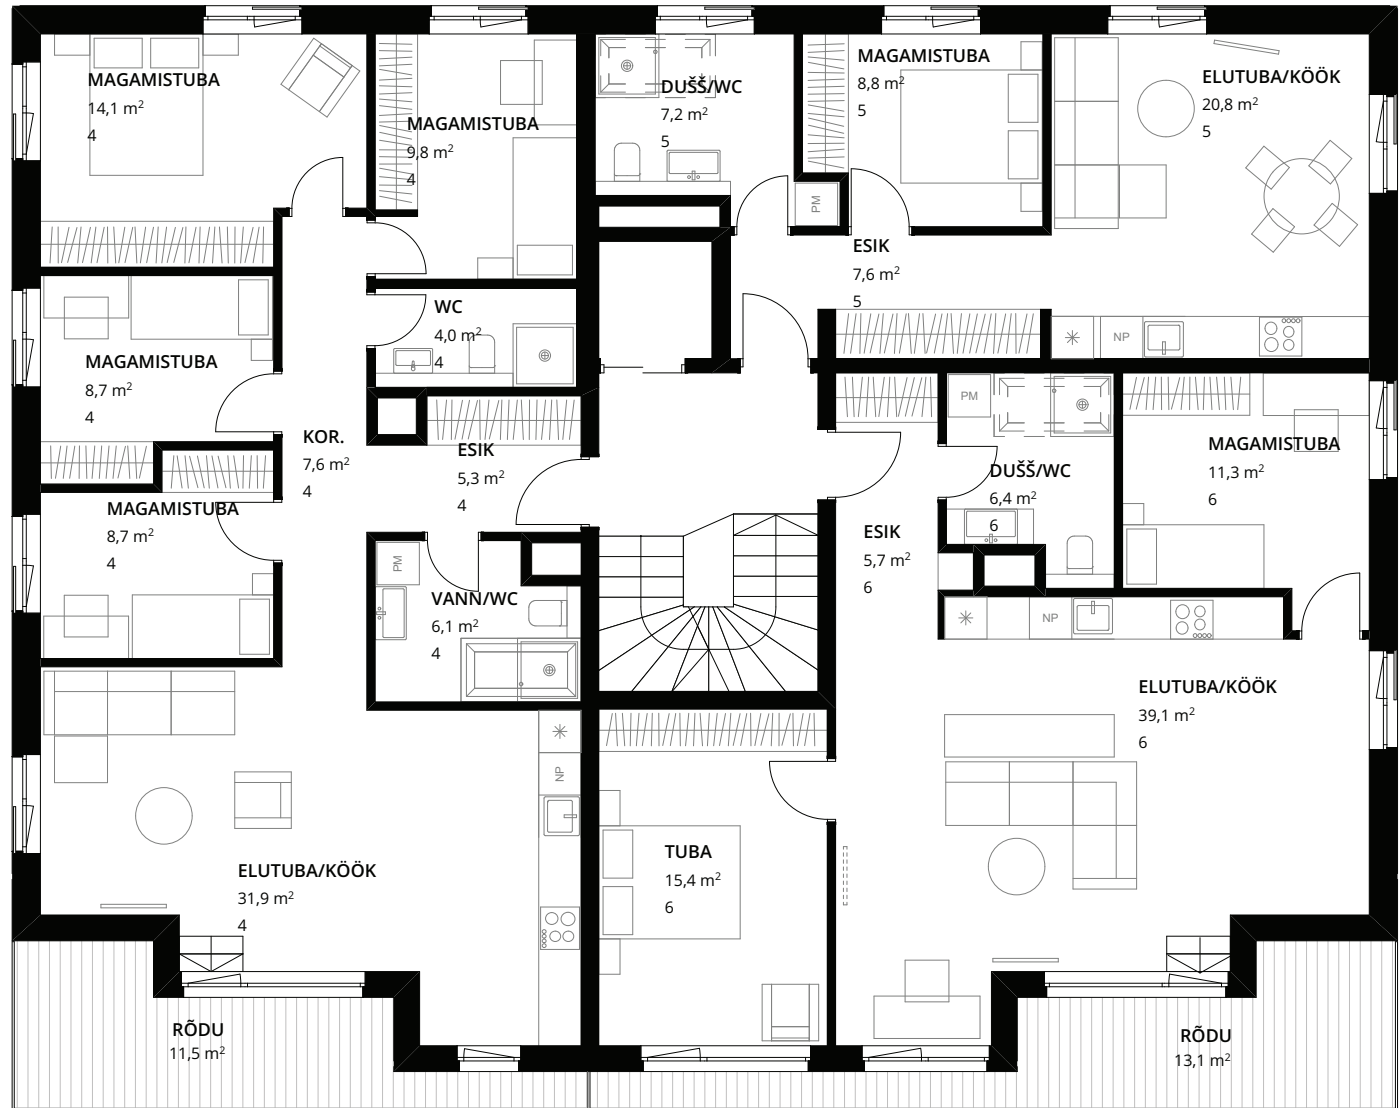 MAGAMISTUBA
14,1 m²
4
MAGAMISTUBA
9,8 m²
4
DUŠŠ/WC
7,2 m²
5
MAGAMISTUBA
8,8 m²
5
ELUTUBA/KÖÖK
20,8 m²
5
PM
ESIK
7,6 m²
5
WC
4,0 m²
4
NP
MAGAMISTUBA
8,7 m²
4
KOR.
7,6 m²
4
ESIK
5,3 m²
4
PM
DUŠŠ/WC
6,4 m²
6
MAGAMISTUBA
11,3 m²
6
MAGAMISTUBA
8,7 m²
4
ESIK
5,7 m²
6
PM
VANN/WC
6,1 m²
4
NP
ELUTUBA/KÖÖK
39,1 m²
6
NP
ELUTUBA/KÖÖK
31,9 m²
4
TUBA
15,4 m²
6
RÕDU
11,5 m²
RÕDU
13,1 m²